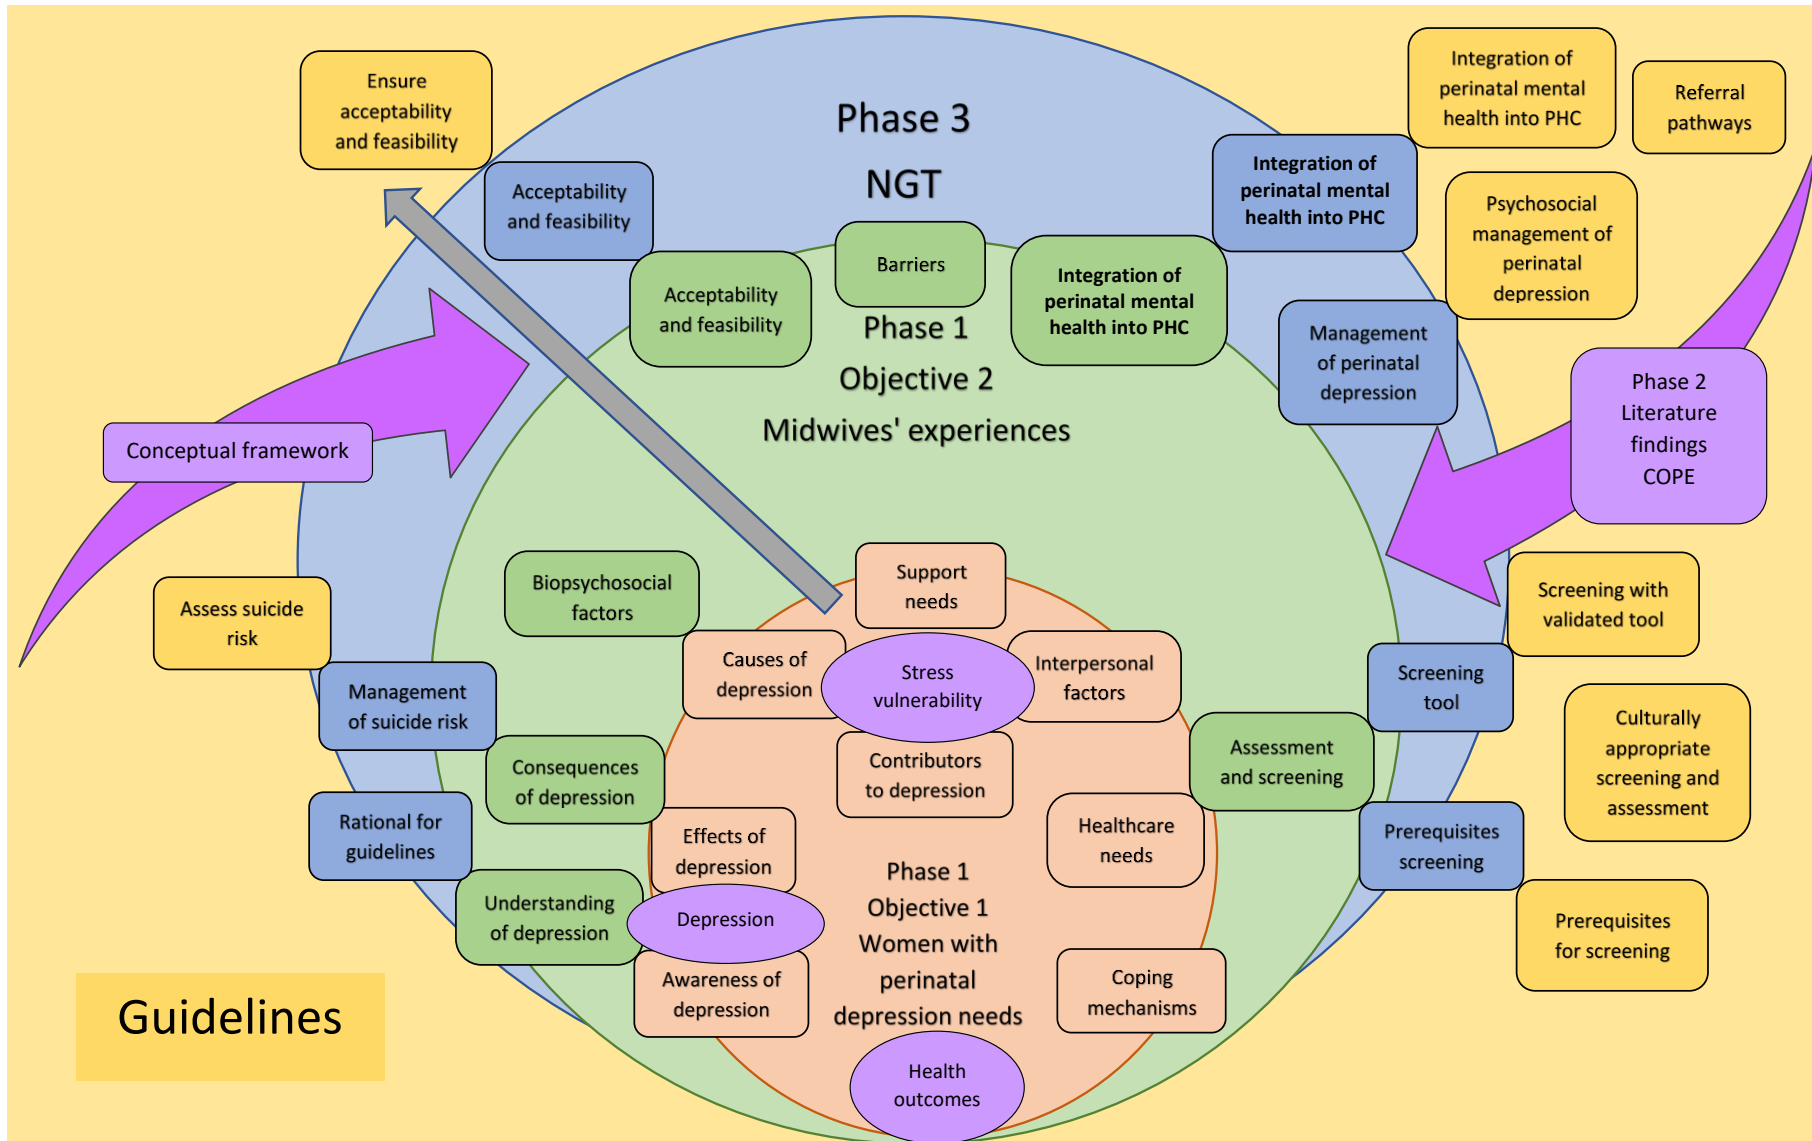 Ensure
acceptability
and feasibility
Phase 3
NGT
Integration of
perinatal mental
health into PHC
Referral
pathways
Acceptability
and feasibility
Integration of
perinatal mental
health into PHC
Psychosocial
management of
perinatal
depression
Acceptability
and feasibility
Barriers
Integration of
perinatal mental
health into PHC
Phase 1
Objective 2
Midwives' experiences
Management
of perinatal
depression
Phase 2
Literature
findings
COPE
Conceptual framework
Biopsychosocial
factors
Support
needs
Screening with
validated tool
Assess suicide
risk
Causes of
depression
Stress
vulnerability
Interpersonal
factors
Screening
tool
Management
of suicide risk
Consequences
of depression
Contributors
to depression
Assessment
and screening
Culturally
appropriate
screening and
assessment
Rational for
guidelines
Effects of
depression
Healthcare
needs
Prerequisites
screening
Understanding
of depression
Depression
Phase 1
Objective 1
Women with
perinatal
depression needs
Prerequisites
for screening
Awareness of
depression
Coping
mechanisms
Guidelines
Health
outcomes